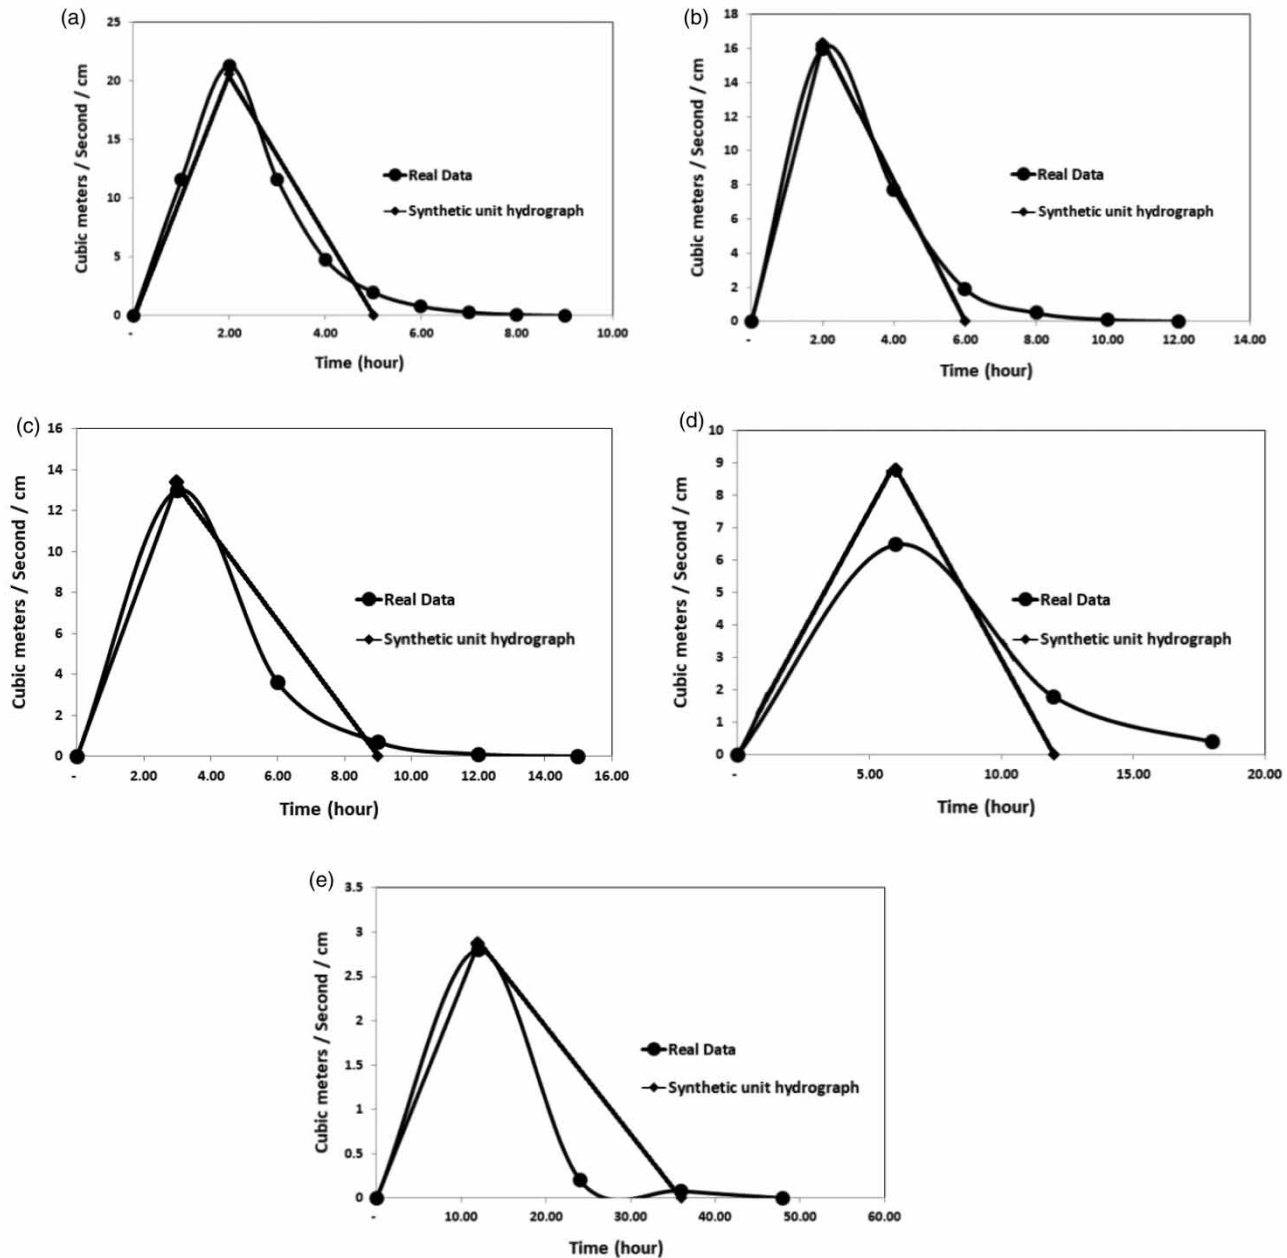 (a)
25
20
15
10
5
0
-
2.00 4.00 6.00 8.00 10.00
Cubic meters / Second / cm
Time (hour)
Real Data
Synthetic unit hydrograph
(b)
18
16
14
12
10
8
6
4
2
0
-
2.00 4.00 6.00 8.00 10.00 12.00 14.00
Cubic meters / Second / cm
Time (hour)
Real Data
Synthetic unit hydrograph
(c)
16
14
12
10
8
6
4
2
0
-
2.00 4.00 6.00 8.00 10.00 12.00 14.00 16.00
Cubic meters / Second / cm
Time (hour)
Real Data
Synthetic unit hydrograph
(d)
10
9
8
7
6
5
4
3
2
1
0
-
5.00 10.00 15.00 20.00
Cubic meters / Second / cm
Time (hour)
Real Data
Synthetic unit hydrograph
(e)
3.5
3
2.5
2
1.5
1
0.5
0
-
10.00 20.00 30.00 40.00 50.00 60.00
Cubic meters / Second / cm
Time (hour)
Real Data
Synthetic unit hydrograph